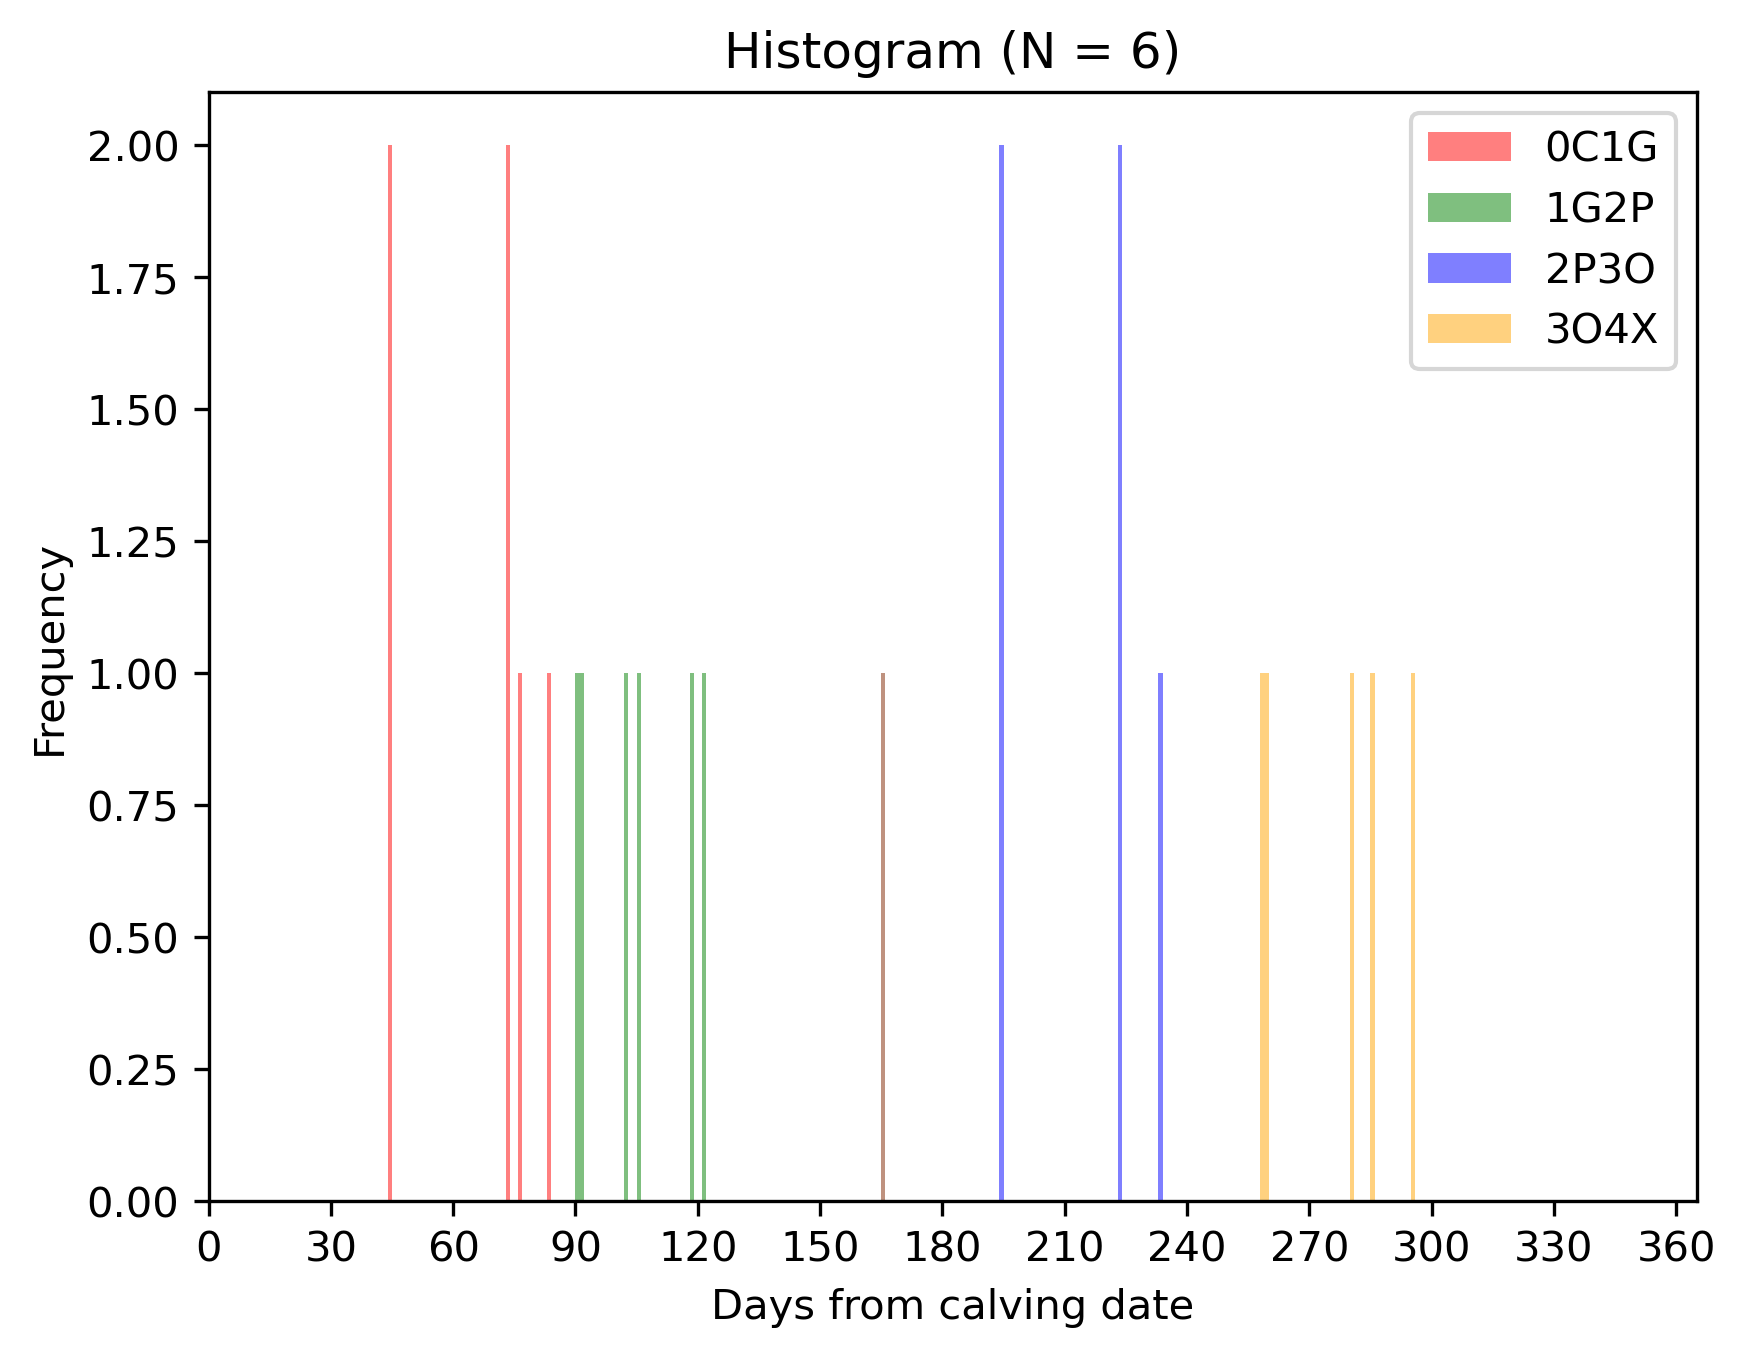 Histogram (N = 6)
2.00
1.75
1.50
1.25
1.00
0.75
0.50
0.25
0.00
Frequency
0 30 60 90 120 150 180 210 240 270 300 330 360
Days from calving date
0C1G
1G2P
2P3O
3O4X